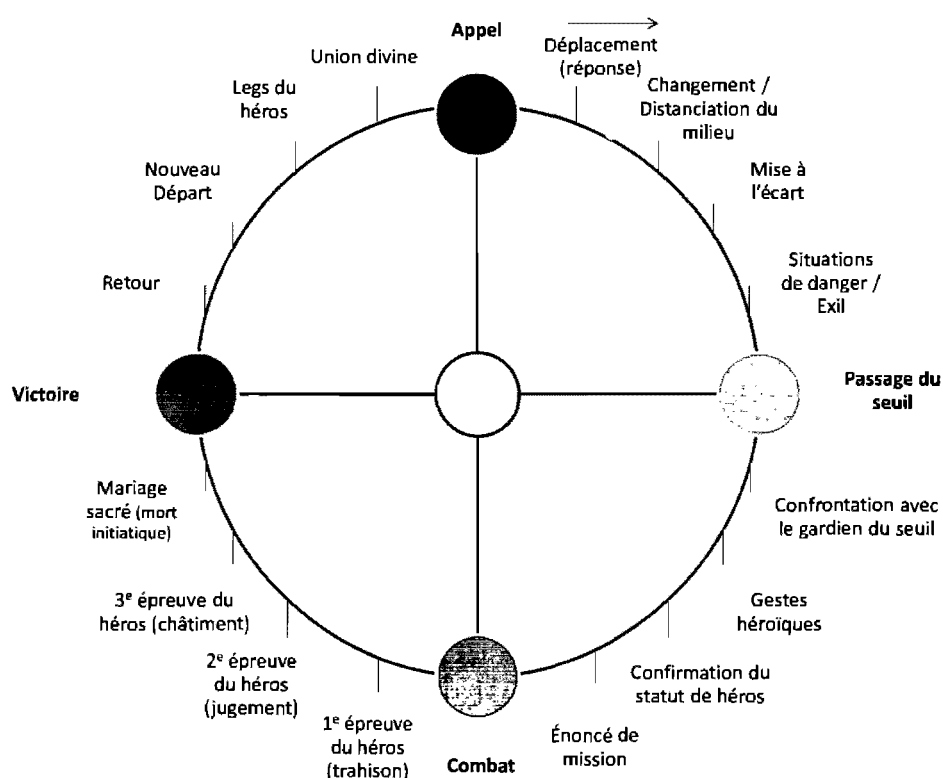 Appel
Déplacement
(réponse)
Changement /
Distanciation du
milieu
Mise à
l'écart
Situations
de danger /
Exil
Passage du
seuil
Confrontation avec
le gardien du seuil
Gestes
héroïques
Confirmation du
statut de héros
Énoncé de
mission
Combat
1e épreuve
du héros
(trahison)
2e épreuve
du héros
(jugement)
3e épreuve du
héros (châtiment)
Mariage
sacré (mort
initiatique)
Victoire
Retour
Nouveau
Départ
Legs du
héros
Union divine